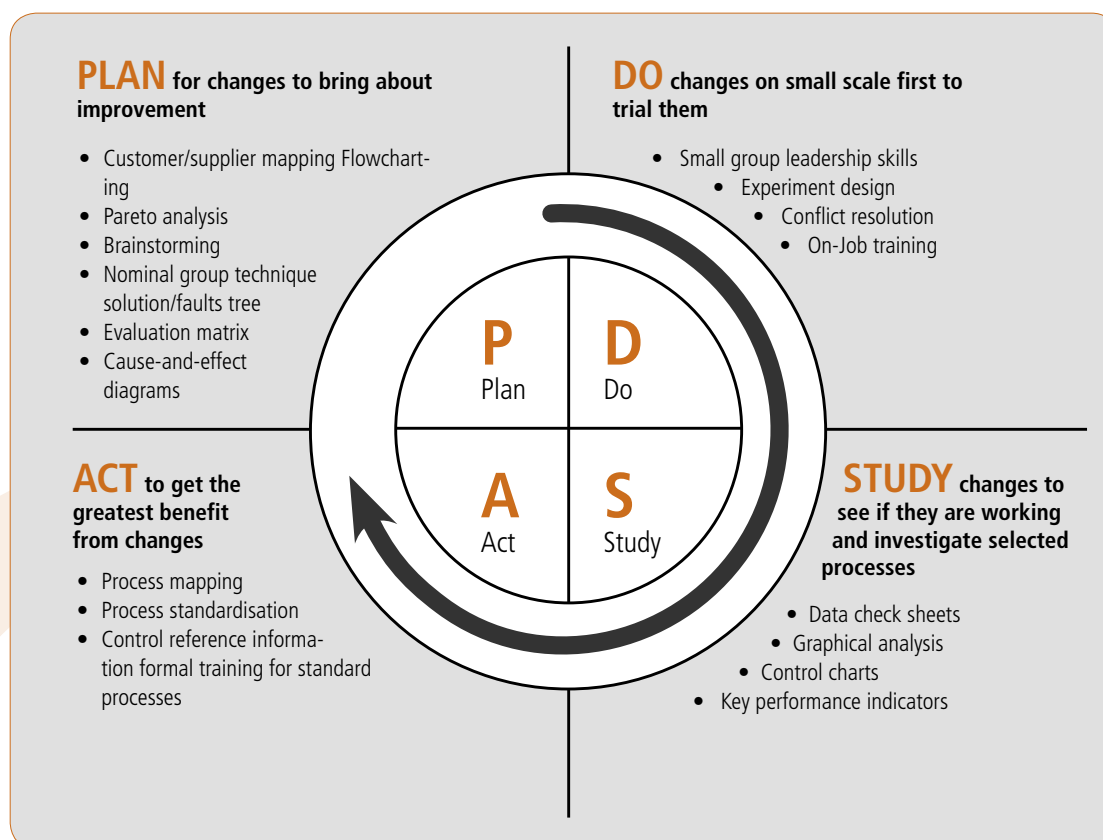 PLAN for changes to bring about
improvement
• Customer/supplier mapping Flowchart-
ing
• Pareto analysis
• Brainstorming
• Nominal group technique
solution/faults tree
• Evaluation matrix
• Cause-and-effect
diagrams
DO changes on small scale first to
trial them
• Small group leadership skills
• Experiment design
• Conflict resolution
• On-Job training
P
Plan
D
Do
A
Act
S
Study
ACT to get the
greatest benefit
from changes
• Process mapping
• Process standardisation
• Control reference informa-
tion formal training for standard
processes
STUDY changes to
see if they are working
and investigate selected
processes
• Data check sheets
• Graphical analysis
• Control charts
• Key performance indicators